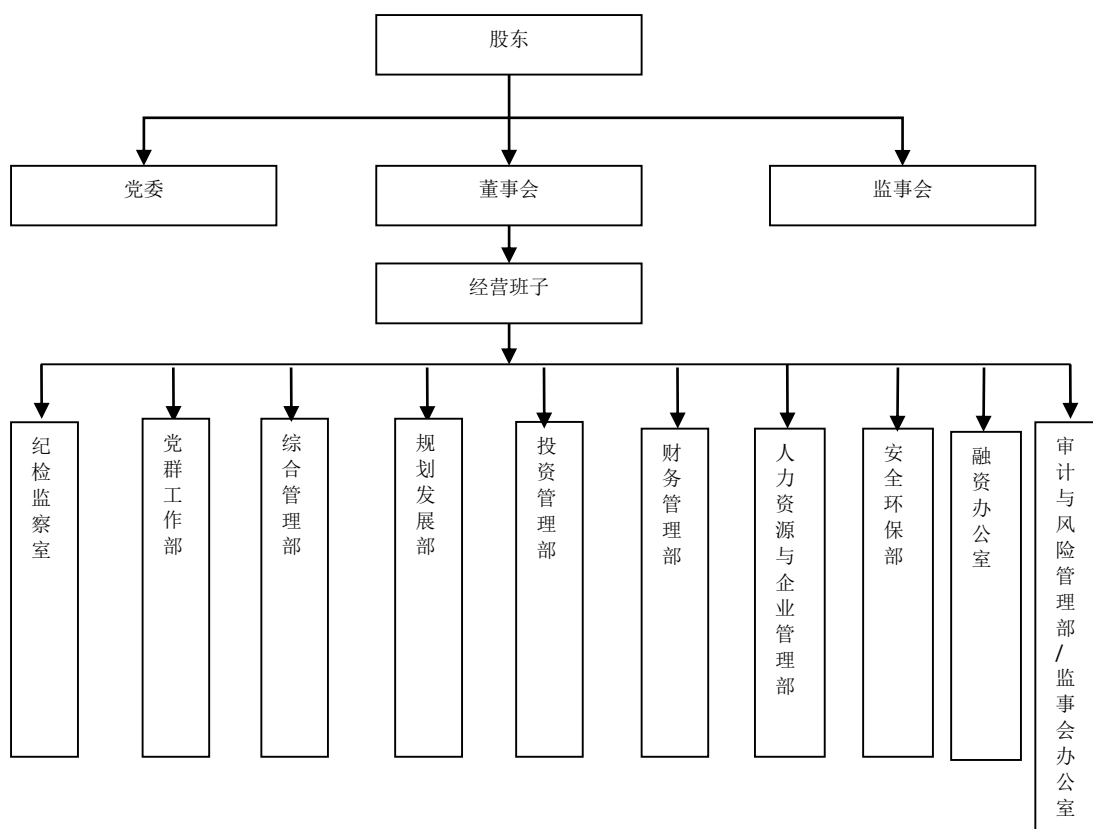 股东
党委
董事会
监事会
经营班子
纪检监察室
党群工作部
综合管理部
规划发展部
投资管理部
财务管理部
人力资源与企业管理部
安全环保部
融资办公室
审计与风险管理部/监事会办公室